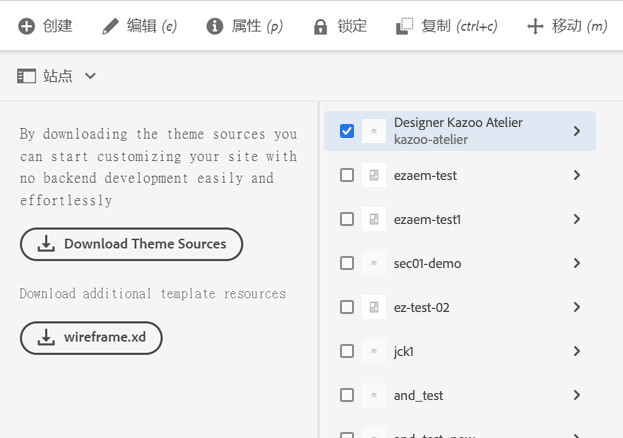 创建 编辑 (e) 属性 (p) 锁定 复制 (ctrl+c) 移动 (m)
站点
By downloading the theme sources you
can start customizing your site with
no backend development easily and
effortlessly
Download Theme Sources
Download additional template resources
wireframe.xd
Designer Kazoo Atelier
kazoo-atelier
ezaem-test
ezaem-test1
sec01-demo
ez-test-02
jck1
and_test
and_test_new